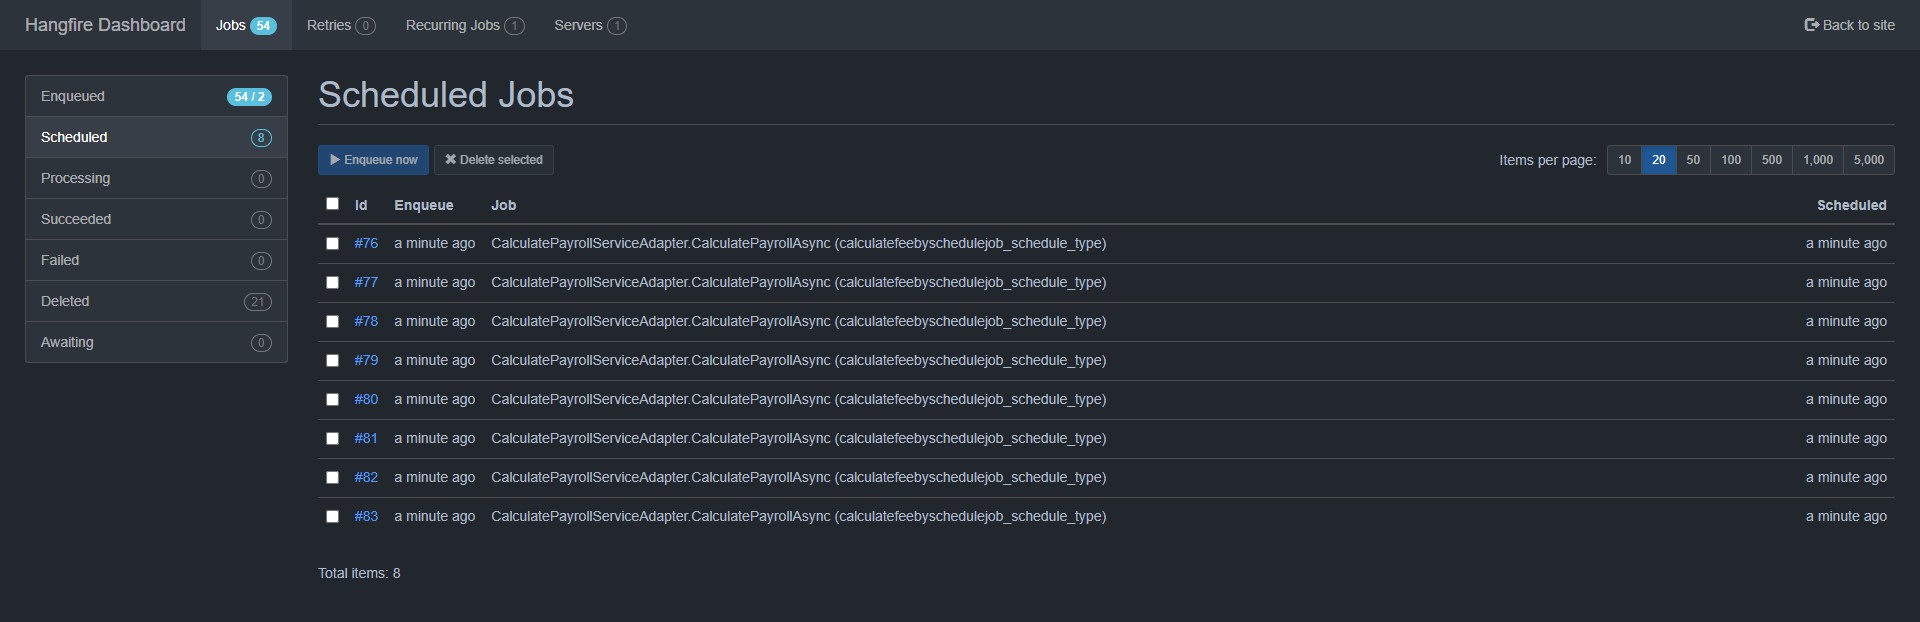 Hangfire Dashboard Jobs 54 Retries 0 Recurring Jobs 1 Servers 1 Back to site
Enqueued 54 / 2
Scheduled 8
Processing 0
Succeeded 0
Failed 0
Deleted 21
Awaiting 0
Scheduled Jobs
Enqueue now Delete selected Items per page: 10 20 50 100 500 1,000 5,000
Id Enqueue Job Scheduled
#76 a minute ago CalculatePayrollServiceAdapter.CalculatePayrollAsync (calculatefeebyschedulejob_schedule_type) a minute ago
#77 a minute ago CalculatePayrollServiceAdapter.CalculatePayrollAsync (calculatefeebyschedulejob_schedule_type) a minute ago
#78 a minute ago CalculatePayrollServiceAdapter.CalculatePayrollAsync (calculatefeebyschedulejob_schedule_type) a minute ago
#79 a minute ago CalculatePayrollServiceAdapter.CalculatePayrollAsync (calculatefeebyschedulejob_schedule_type) a minute ago
#80 a minute ago CalculatePayrollServiceAdapter.CalculatePayrollAsync (calculatefeebyschedulejob_schedule_type) a minute ago
#81 a minute ago CalculatePayrollServiceAdapter.CalculatePayrollAsync (calculatefeebyschedulejob_schedule_type) a minute ago
#82 a minute ago CalculatePayrollServiceAdapter.CalculatePayrollAsync (calculatefeebyschedulejob_schedule_type) a minute ago
#83 a minute ago CalculatePayrollServiceAdapter.CalculatePayrollAsync (calculatefeebyschedulejob_schedule_type) a minute ago
Total items: 8